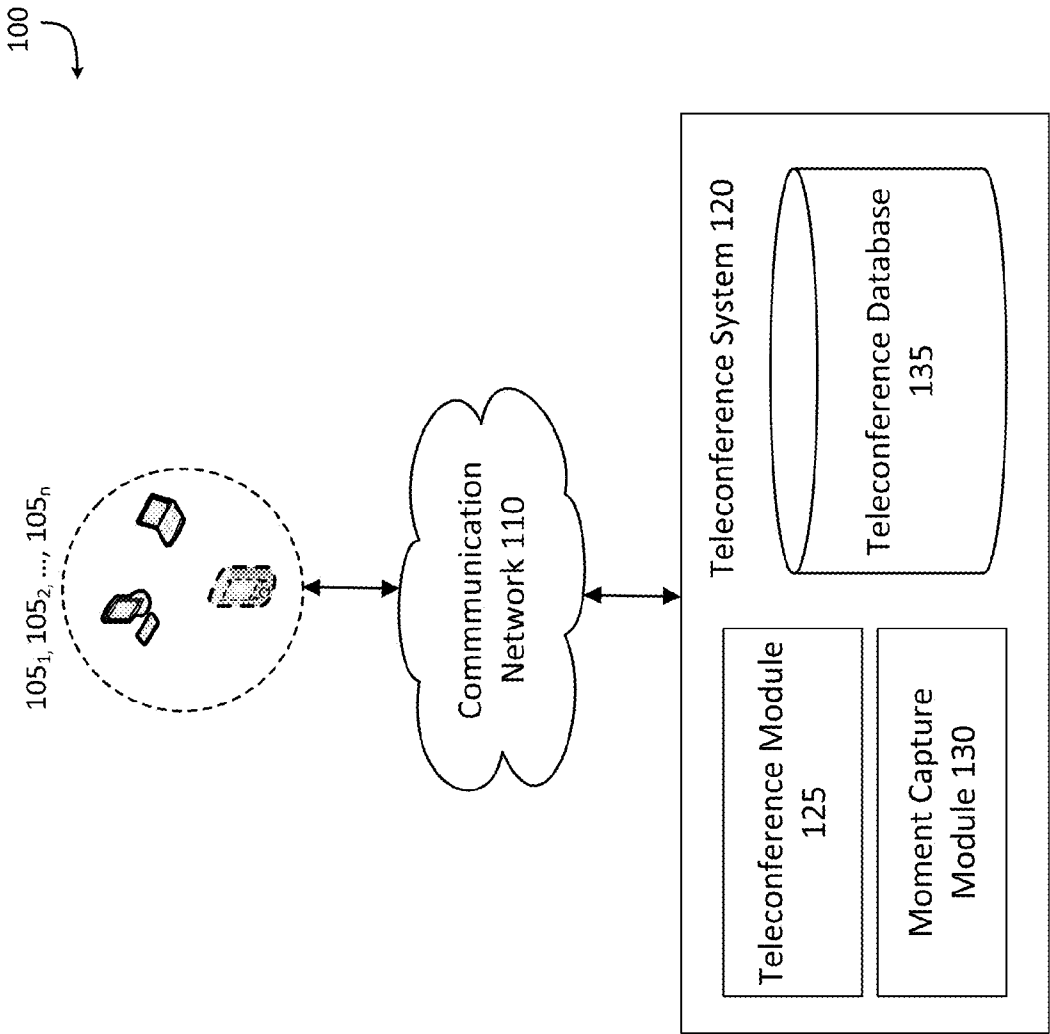 100
105₁, 105₂, ..., 105ₙ
Commmunication
Network 110
Teleconference System 120
Teleconference Module
125
Moment Capture
Module 130
Teleconference Database
135